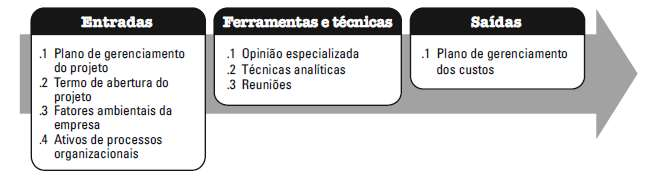 Entradas
.1 Plano de gerenciamento
do projeto
.2 Termo de abertura do
projeto
.3 Fatores ambientais da
empresa
.4 Ativos de processos
organizacionais
Ferramentas e técnicas
.1 Opinião especializada
.2 Técnicas analíticas
.3 Reuniões
Saídas
.1 Plano de gerenciamento
dos custos